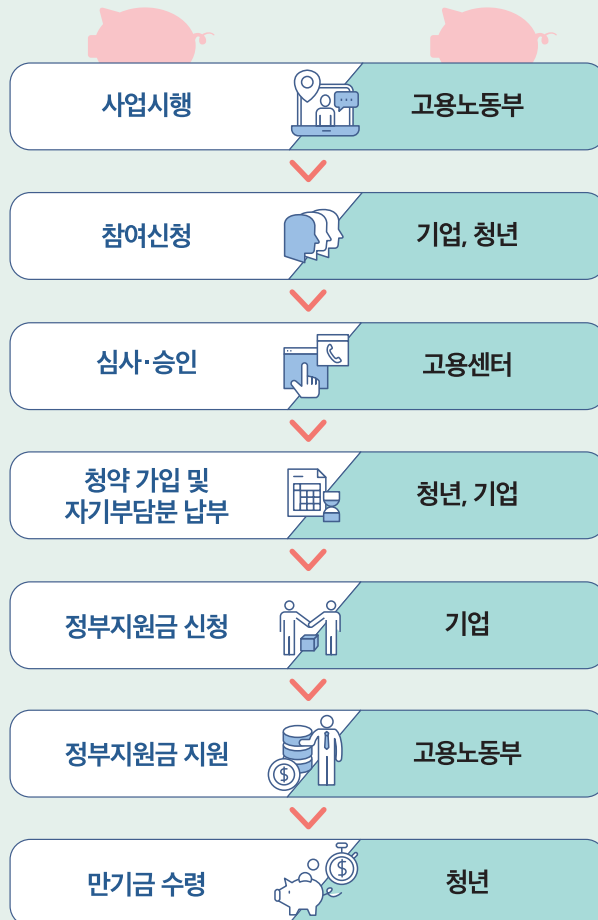 사업시행
고용노동부
참여신청
기업, 청년
심사·승인
고용센터
청약 가입 및
자기부담분 납부
청년, 기업
정부지원금 신청
기업
정부지원금 지원
고용노동부
만기금 수령
청년